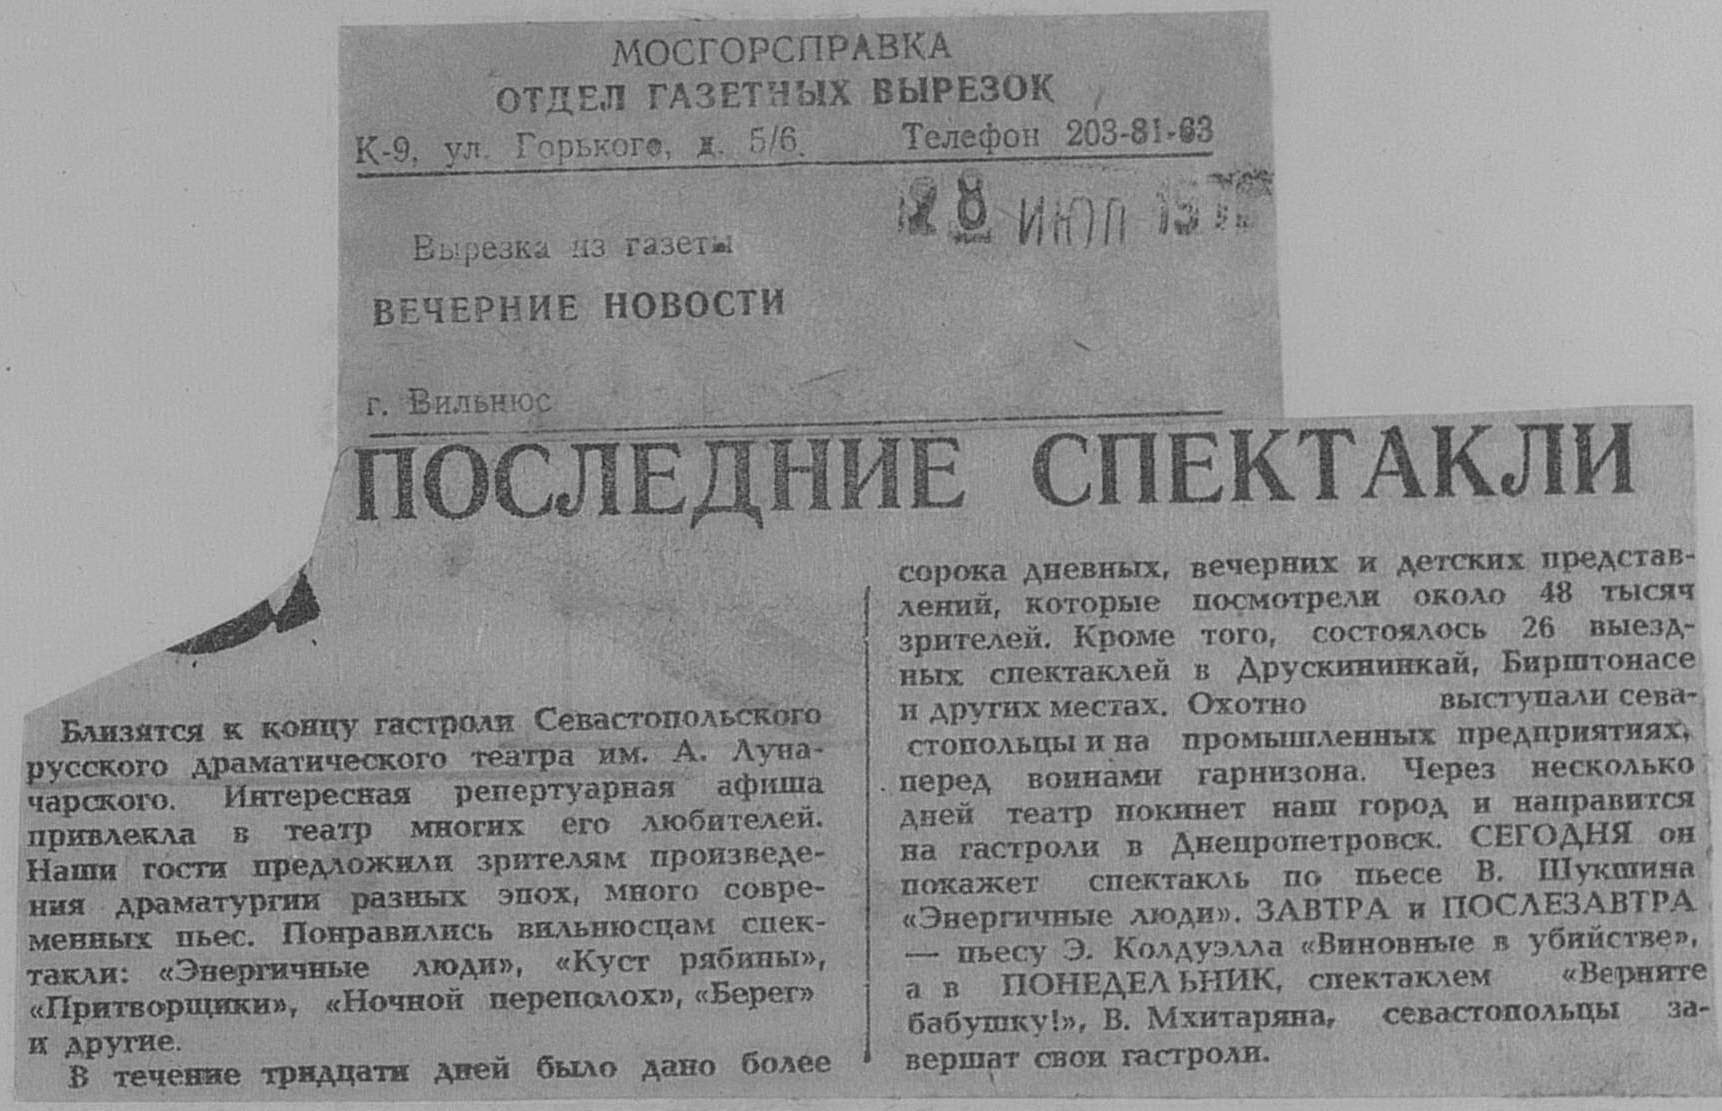 МОСГОРСПРАВКА
ОТДЕЛ ГАЗЕТНЫХ ВЫРЕЗОК
К-9, ул. Горького, д. 5/6. Телефон 203-81-63
28 ИЮЛ
Вырезка из газеты
ВЕЧЕРНИЕ НОВОСТИ
г. Вильнюс
ПОСЛЕДНИЕ СПЕКТАКЛИ
Близятся к концу гастроли Севастопольского
русского драматического театра им. А. Луна-
чарского. Интересная репертуарная афиша
привлекла в театр многих его любителей.
Наши гости предложили зрителям произведе-
ния драматургии разных эпох, много совре-
менных пьес. Понравились вильнюсцам спек-
такли: «Энергичные люди», «Куст рябины»,
«Притворщики», «Ночной переполох», «Берег»
и другие.
В течение тридцати дней было дано более
сорока дневных, вечерних и детских представ-
лений, которые посмотрели около 48 тысяч
зрителей. Кроме того, состоялось 26 выезд-
ных спектаклей в Друскининкай, Бирштонасе
и других местах. Охотно выступали сева-
стопольцы и на промышленных предприятиях,
перед воинами гарнизона. Через несколько
дней театр покинет наш город и направится
на гастроли в Днепропетровск. СЕГОДНЯ он
покажет спектакль по пьесе В. Шукшина
«Энергичные люди». ЗАВТРА и ПОСЛЕЗАВТРА
— пьесу Э. Колдуэлла «Виновные в убийстве»,
а в ПОНЕДЕЛЬНИК, спектаклем «Верните
бабушку!», В. Мхитаряна, севастопольцы за-
вершат свои гастроли.